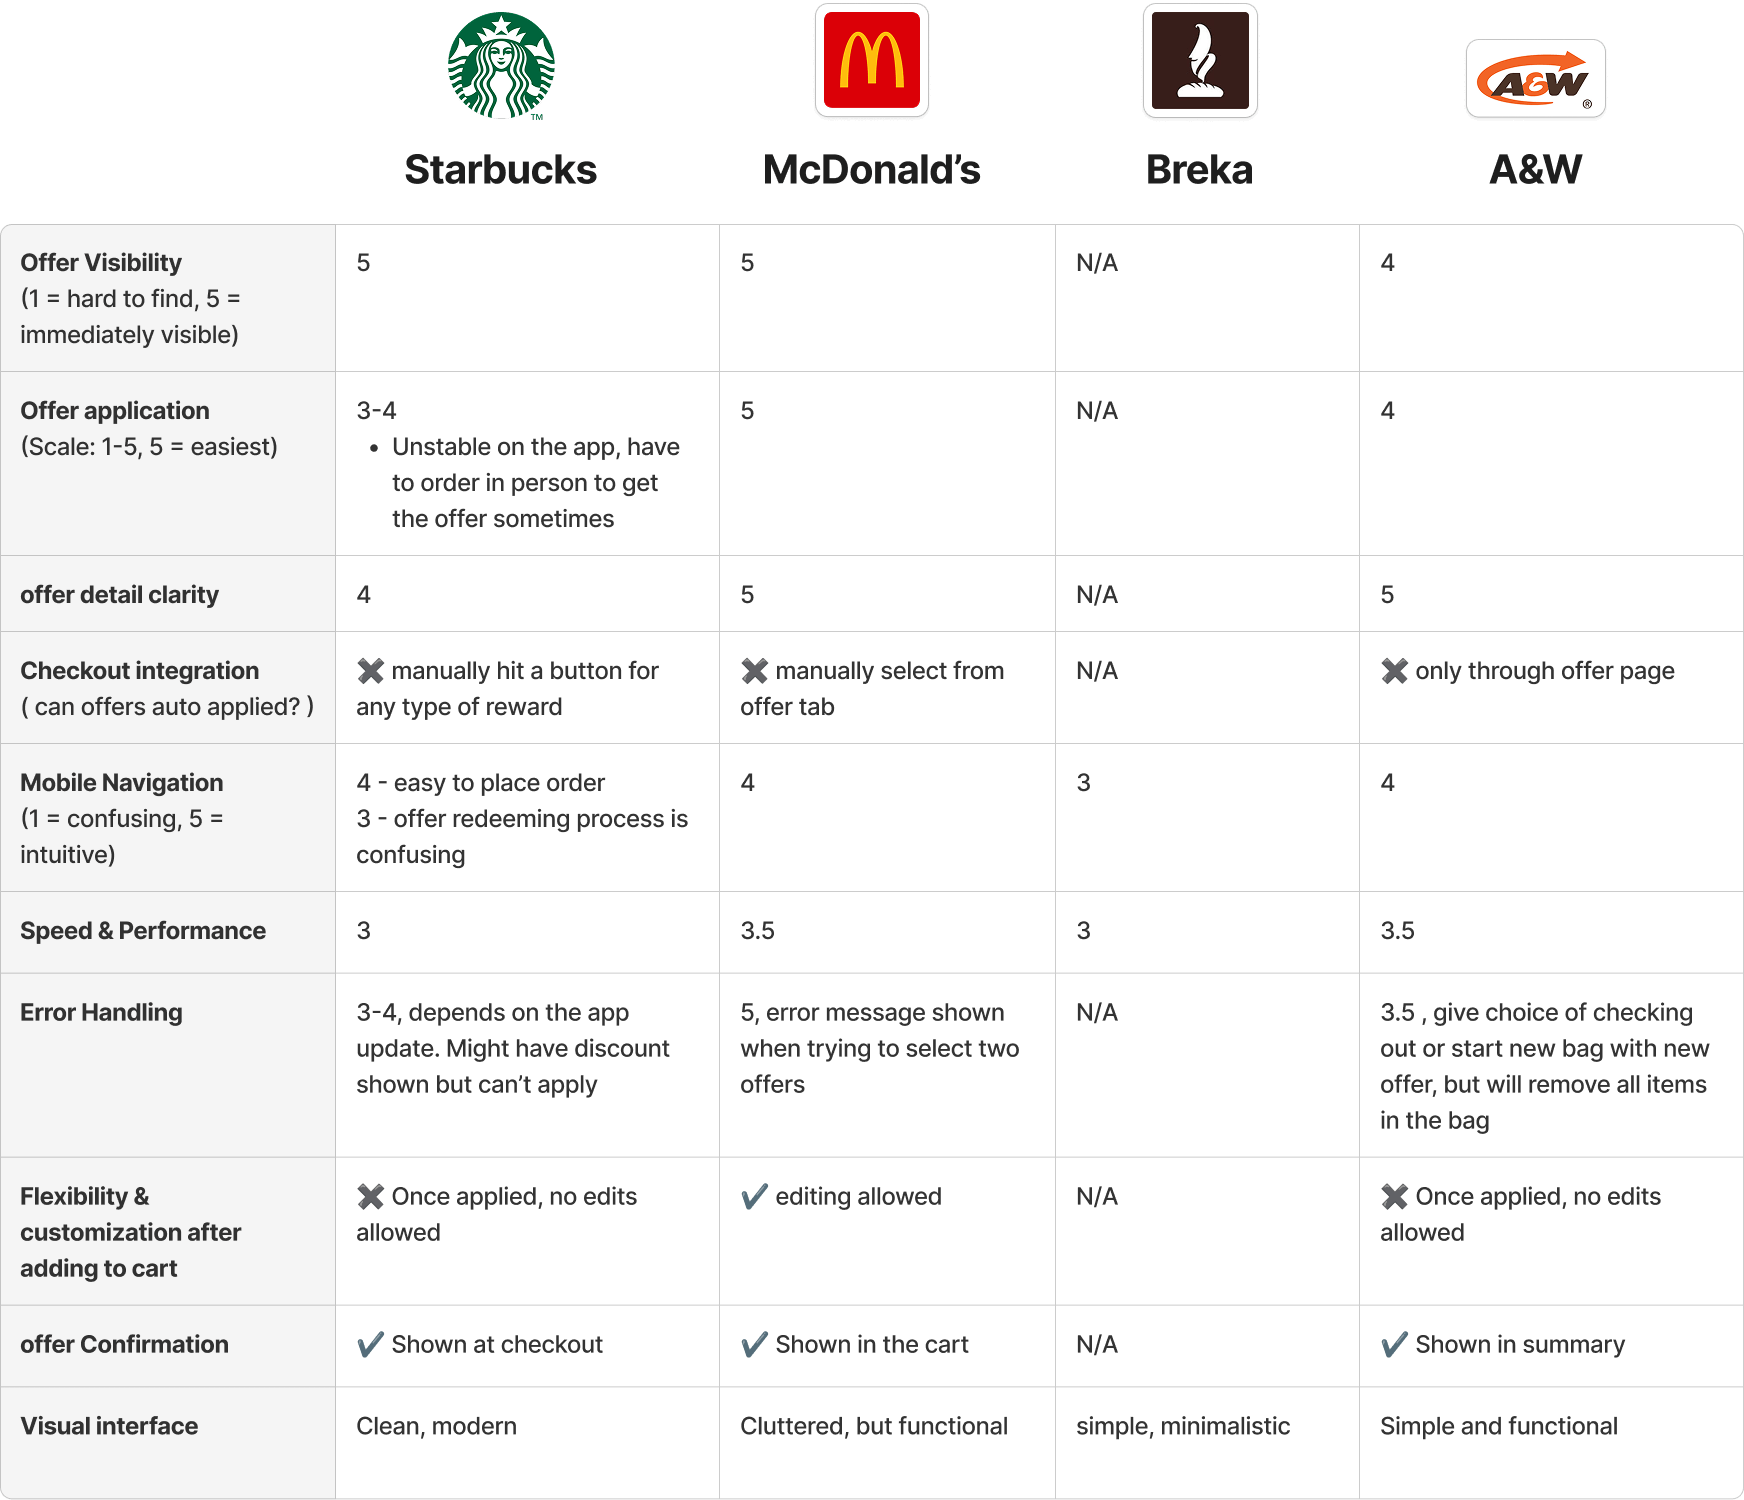 TM
A&W
®
Starbucks
McDonald’s
Breka
A&W
Offer Visibility
(1 = hard to find, 5 =
immediately visible)
5
5
N/A
4
Offer application
(Scale: 1-5, 5 = easiest)
3-4
• Unstable on the app, have
to order in person to get
the offer sometimes
5
N/A
4
offer detail clarity
4
5
N/A
5
Checkout integration
( can offers auto applied? )
✖ manually hit a button for
any type of reward
✖ manually select from
offer tab
N/A
✖ only through offer page
Mobile Navigation
(1 = confusing, 5 =
intuitive)
4 - easy to place order
3 - offer redeeming process is
confusing
4
3
4
Speed & Performance
3
3.5
3
3.5
Error Handling
3-4, depends on the app
update. Might have discount
shown but can’t apply
5, error message shown
when trying to select two
offers
N/A
3.5 , give choice of checking
out or start new bag with new
offer, but will remove all items
in the bag
Flexibility &
customization after
adding to cart
✖ Once applied, no edits
allowed
✔ editing allowed
N/A
✖ Once applied, no edits
allowed
offer Confirmation
✔ Shown at checkout
✔ Shown in the cart
N/A
✔ Shown in summary
Visual interface
Clean, modern
Cluttered, but functional
simple, minimalistic
Simple and functional